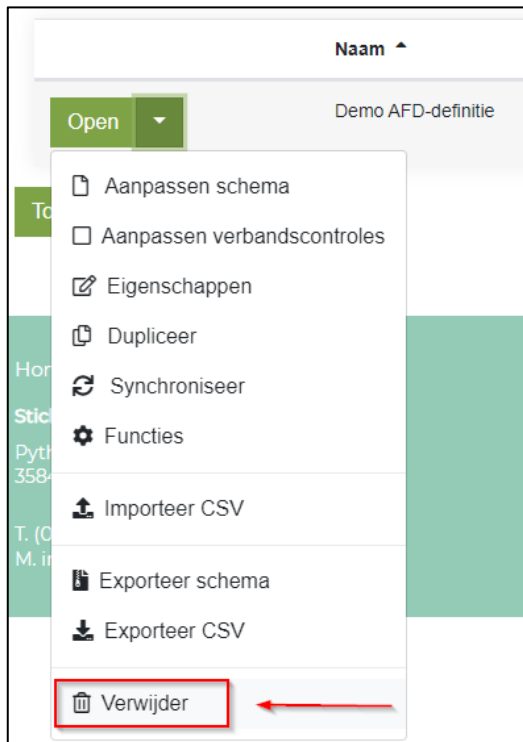 Naam
Open
Demo AFD-definitie
Aanpassen schema
Aanpassen verbandscontroles
Eigenschappen
Dupliceer
Synchroniseer
Functies
Importeer CSV
Exporteer schema
Exporteer CSV
Verwijder
T. (0